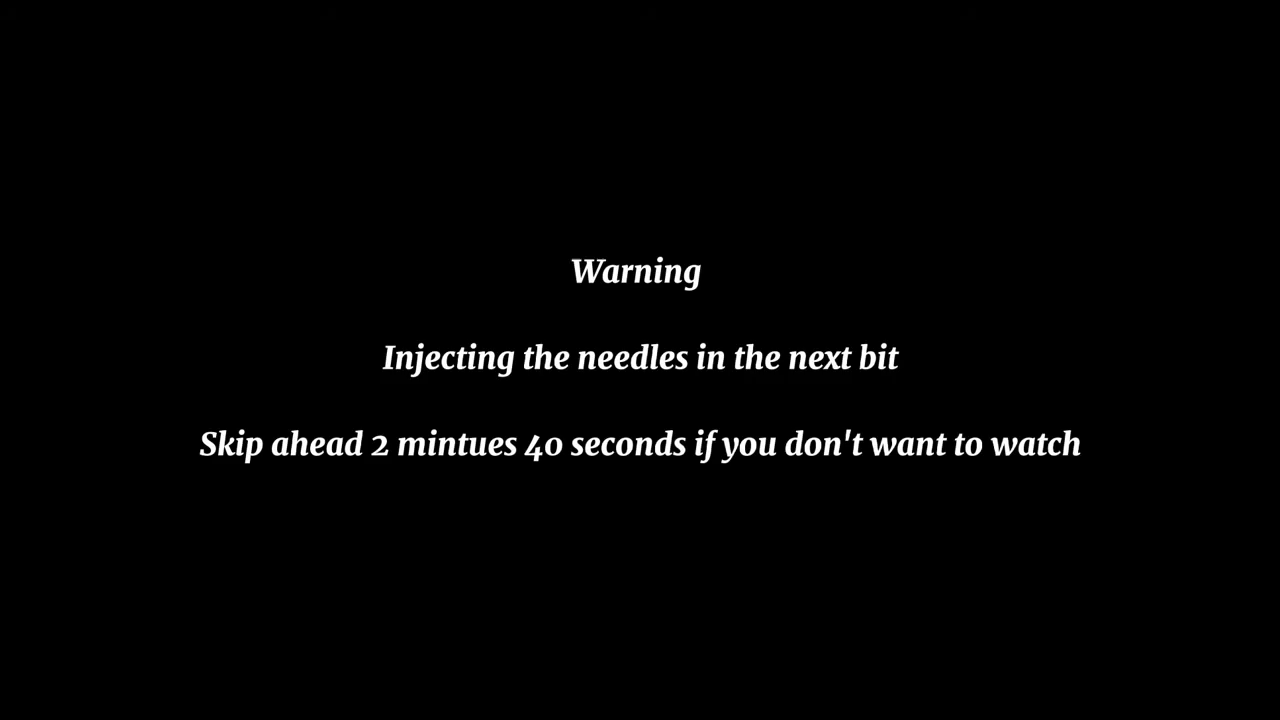 Warning
Injecting the needles in the next bit
Skip ahead 2 mintues 40 seconds if you don't want to watch